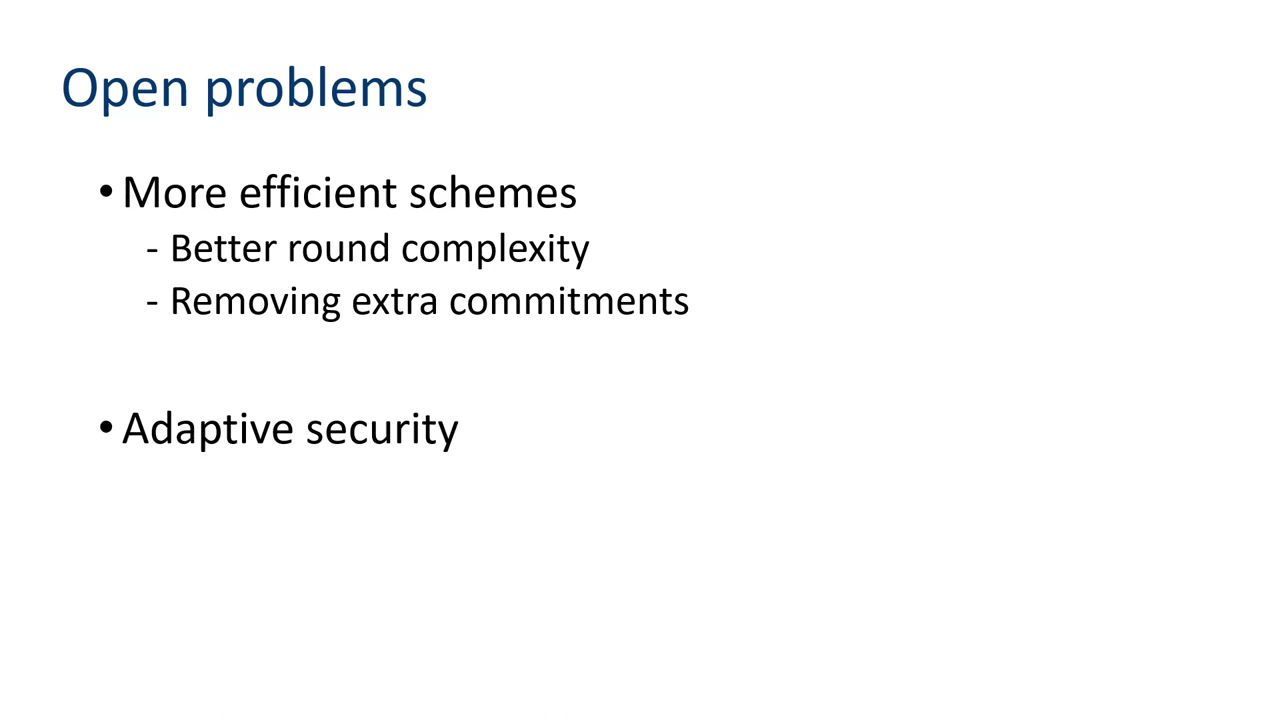 Open problems
• More efficient schemes
- Better round complexity
- Removing extra commitments
• Adaptive security